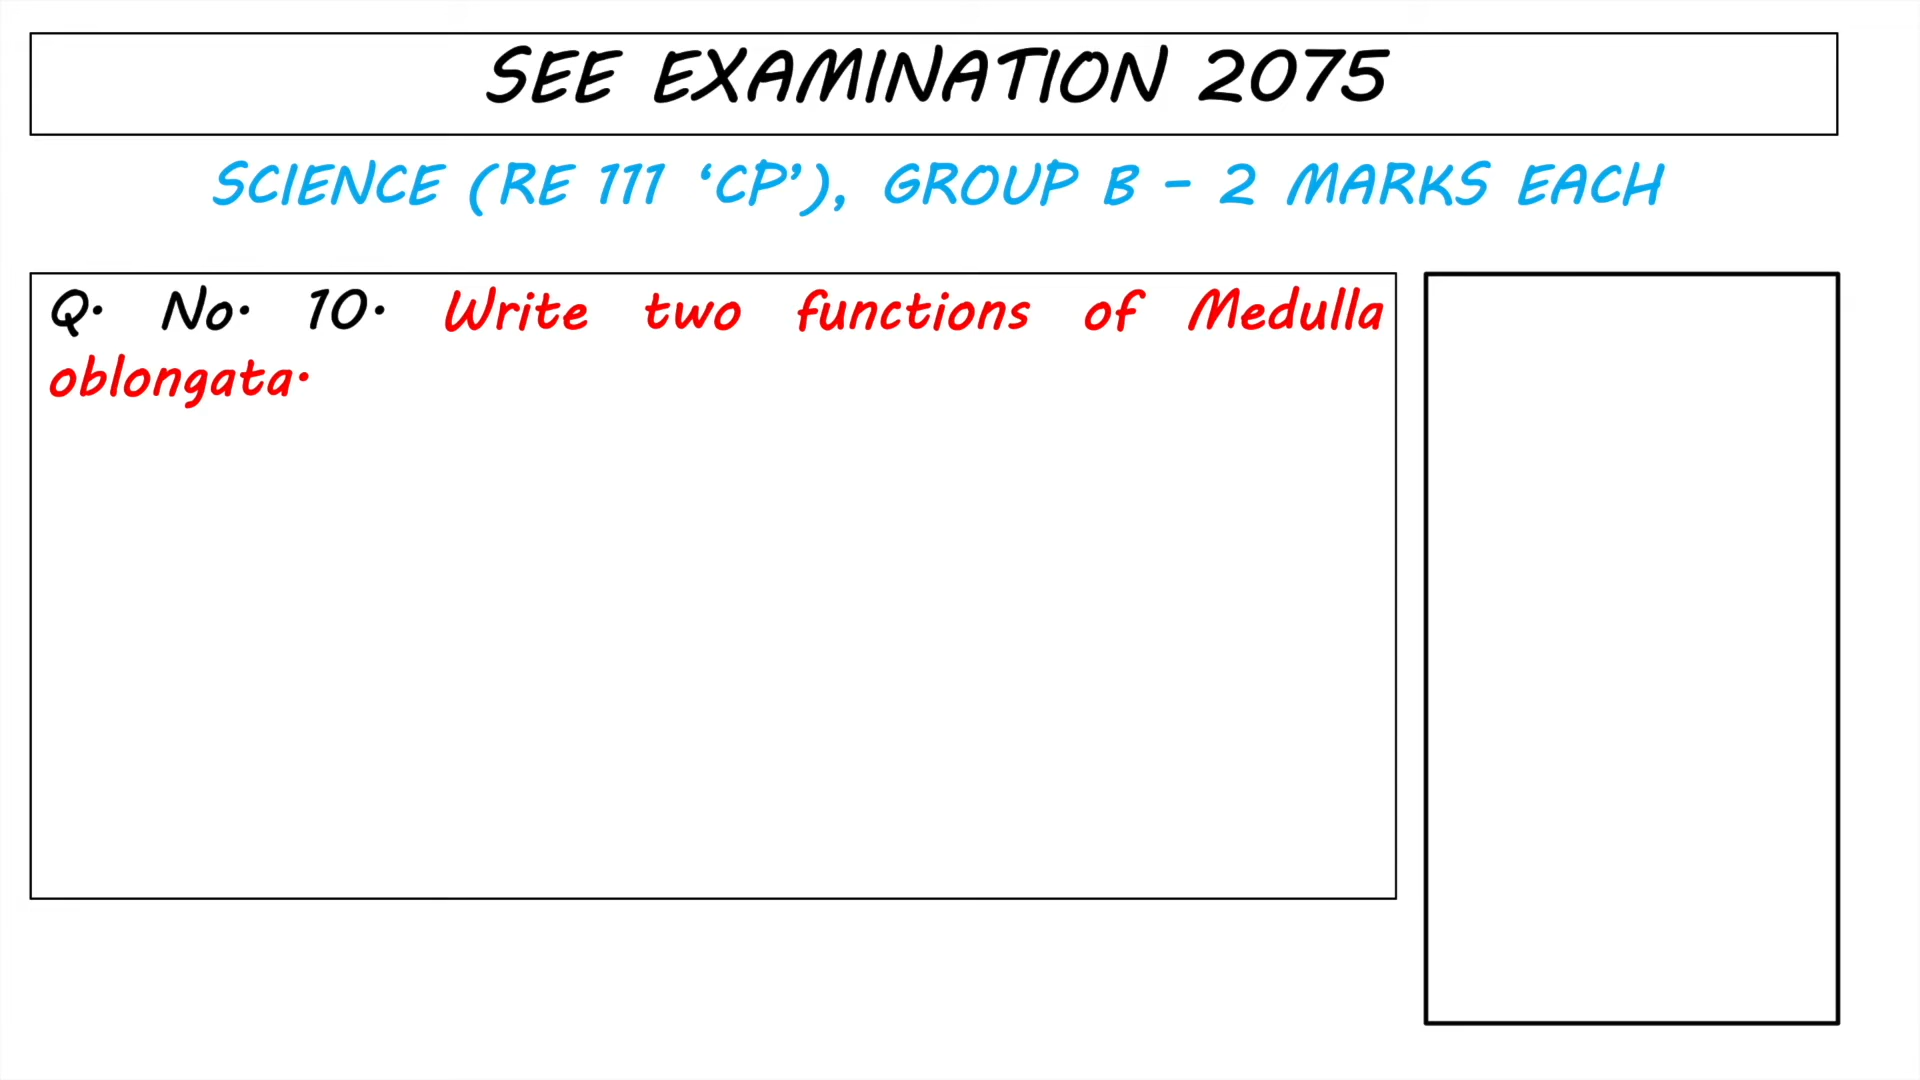 SEE EXAMINATION 2075
SCIENCE (RE 111 ‘CP’), GROUP B – 2 MARKS EACH
Q. No. 10. Write two functions of Medulla
oblongata.